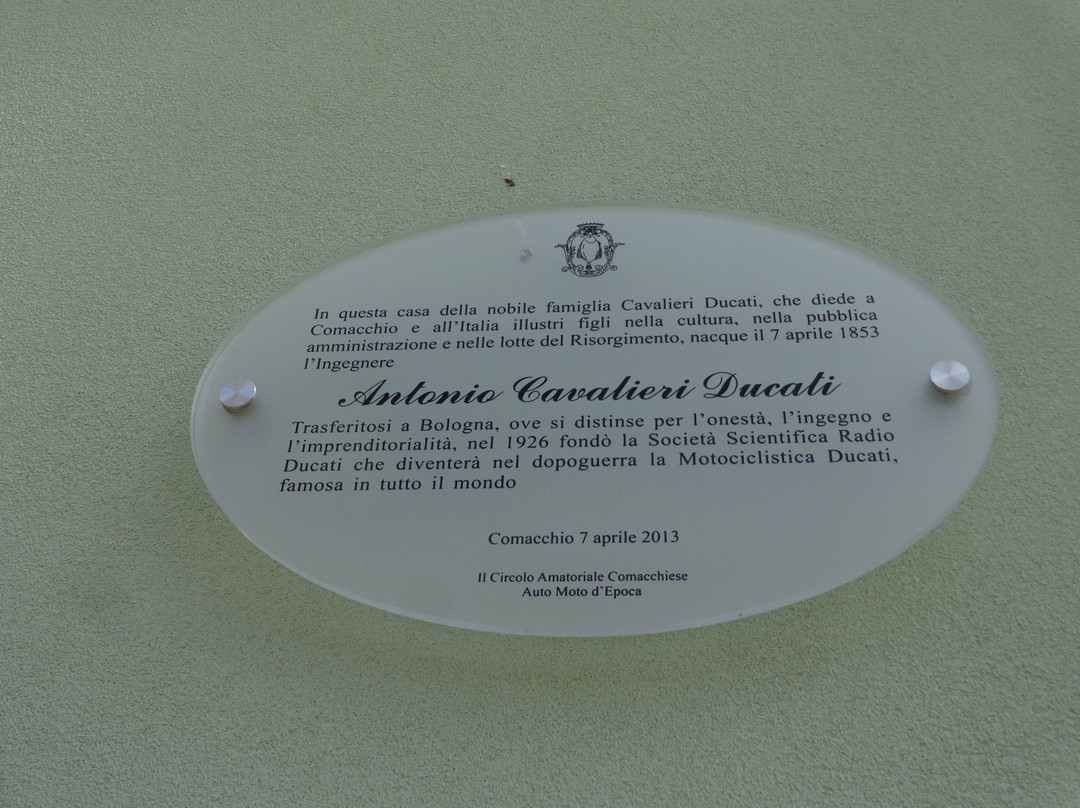 In questa casa della nobile famiglia Cavalieri Ducati, che diede a
Comacchio e all'Italia illustri figli nella cultura, nella pubblica
amministrazione e nelle lotte del Risorgimento, nacque il 7 aprile 1853
l'Ingegnere
Antonio Cavalieri Ducati
Trasferitosi a Bologna, ove si distinse per l'onestà, l'ingegno e
l'imprenditorialità, nel 1926 fondò la Società Scientifica Radio
Ducati che diventerà nel dopoguerra la Motociclistica Ducati,
famosa in tutto il mondo
Comacchio 7 aprile 2013
Il Circolo Amatoriale Comacchiese
Auto Moto d'Epoca